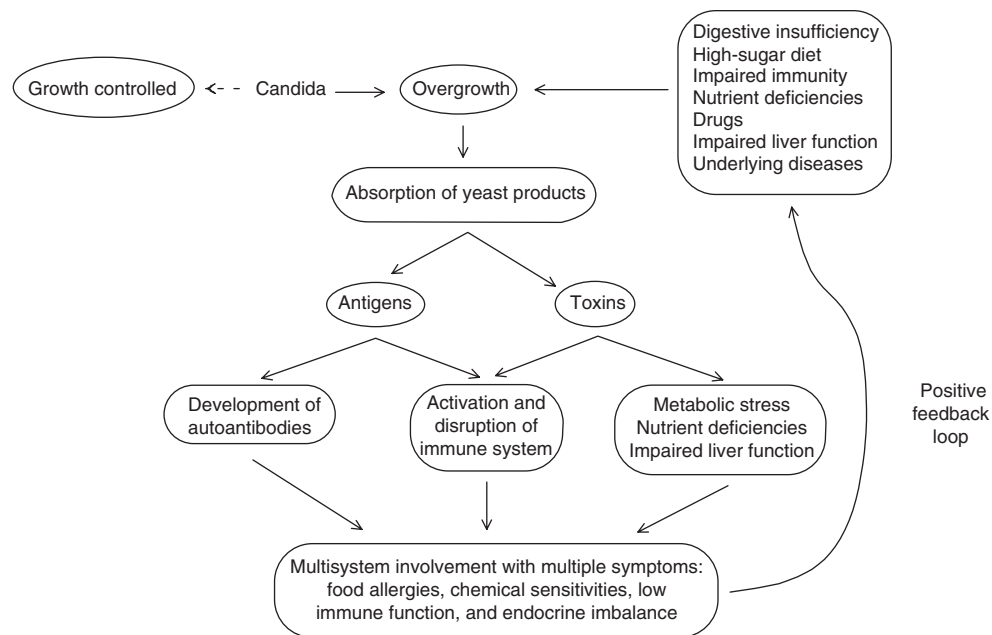 Digestive insufficiency
High-sugar diet
Impaired immunity
Nutrient deficiencies
Drugs
Impaired liver function
Underlying diseases
Growth controlled
Candida
Overgrowth
Absorption of yeast products
Antigens
Toxins
Development of
autoantibodies
Activation and
disruption of
immune system
Metabolic stress
Nutrient deficiencies
Impaired liver function
Positive
feedback
loop
Multisystem involvement with multiple symptoms:
food allergies, chemical sensitivities, low
immune function, and endocrine imbalance